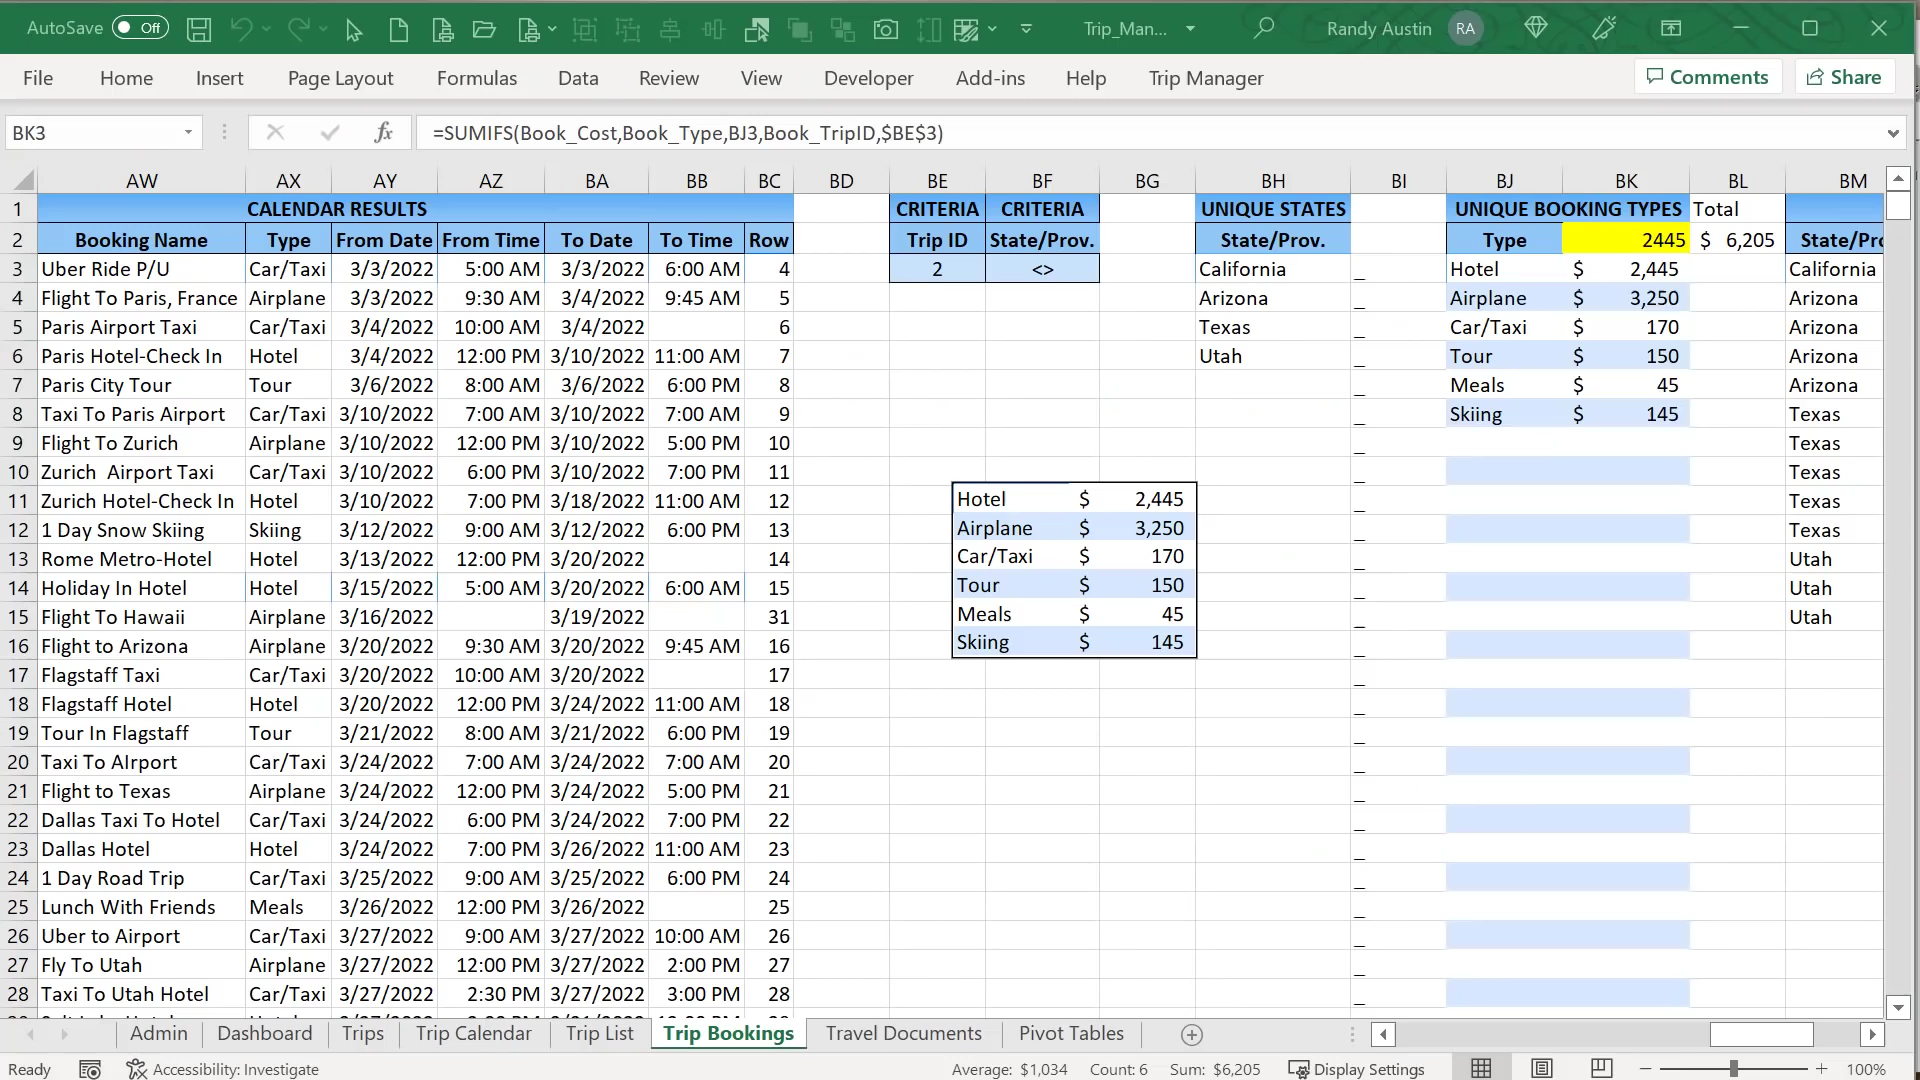 AutoSave Off Trip_Man... Randy Austin RA
File Home Insert Page Layout Formulas Data Review View Developer Add-ins Help Trip Manager Comments Share
BK3 fx =SUMIFS(Book_Cost,Book_Type,BJ3,Book_TripID,$BE$3)
AW AX AY AZ BA BB BC BD BE BF BG BH BI BJ BK BL BM
1 CALENDAR RESULTS CRITERIA CRITERIA UNIQUE STATES UNIQUE BOOKING TYPES Total
2 Booking Name Type From Date From Time To Date To Time Row Trip ID State/Prov. State/Prov. Type 2445 $ 6,205 State/Pro
3 Uber Ride P/U Car/Taxi 3/3/2022 5:00 AM 3/3/2022 6:00 AM 4 2 <> California _ Hotel $ 2,445 California
4 Flight To Paris, France Airplane 3/3/2022 9:30 AM 3/4/2022 9:45 AM 5 Arizona _ Airplane $ 3,250 Arizona
5 Paris Airport Taxi Car/Taxi 3/4/2022 10:00 AM 3/4/2022 6 Texas _ Car/Taxi $ 170 Arizona
6 Paris Hotel-Check In Hotel 3/4/2022 12:00 PM 3/10/2022 11:00 AM 7 Utah _ Tour $ 150 Arizona
7 Paris City Tour Tour 3/6/2022 8:00 AM 3/6/2022 6:00 PM 8 _ Meals $ 45 Arizona
8 Taxi To Paris Airport Car/Taxi 3/10/2022 7:00 AM 3/10/2022 7:00 AM 9 _ Skiing $ 145 Texas
9 Flight To Zurich Airplane 3/10/2022 12:00 PM 3/10/2022 5:00 PM 10 _ Texas
10 Zurich Airport Taxi Car/Taxi 3/10/2022 6:00 PM 3/10/2022 7:00 PM 11 _ Texas
11 Zurich Hotel-Check In Hotel 3/10/2022 7:00 PM 3/18/2022 11:00 AM 12 Hotel $ 2,445 _ Texas
12 1 Day Snow Skiing Skiing 3/12/2022 9:00 AM 3/12/2022 6:00 PM 13 Airplane $ 3,250 _ Texas
13 Rome Metro-Hotel Hotel 3/13/2022 12:00 PM 3/20/2022 14 Car/Taxi $ 170 _ Utah
14 Holiday In Hotel Hotel 3/15/2022 5:00 AM 3/20/2022 6:00 AM 15 Tour $ 150 _ Utah
15 Flight To Hawaii Airplane 3/16/2022 3/19/2022 31 Meals $ 45 _ Utah
16 Flight to Arizona Airplane 3/20/2022 9:30 AM 3/20/2022 9:45 AM 16 Skiing $ 145 _
17 Flagstaff Taxi Car/Taxi 3/20/2022 10:00 AM 3/20/2022 17 _
18 Flagstaff Hotel Hotel 3/20/2022 12:00 PM 3/24/2022 11:00 AM 18 _
19 Tour In Flagstaff Tour 3/21/2022 8:00 AM 3/21/2022 6:00 PM 19 _
20 Taxi To AIrport Car/Taxi 3/24/2022 7:00 AM 3/24/2022 7:00 AM 20 _
21 Flight to Texas Airplane 3/24/2022 12:00 PM 3/24/2022 5:00 PM 21 _
22 Dallas Taxi To Hotel Car/Taxi 3/24/2022 6:00 PM 3/24/2022 7:00 PM 22 _
23 Dallas Hotel Hotel 3/24/2022 7:00 PM 3/26/2022 11:00 AM 23 _
24 1 Day Road Trip Car/Taxi 3/25/2022 9:00 AM 3/25/2022 6:00 PM 24 _
25 Lunch With Friends Meals 3/26/2022 12:00 PM 3/26/2022 25 _
26 Uber to Airport Car/Taxi 3/27/2022 9:00 AM 3/27/2022 10:00 AM 26 _
27 Fly To Utah Airplane 3/27/2022 12:00 PM 3/27/2022 2:00 PM 27 _
28 Taxi To Utah Hotel Car/Taxi 3/27/2022 2:30 PM 3/27/2022 3:00 PM 28 _
Admin Dashboard Trips Trip Calendar Trip List Trip Bookings Travel Documents Pivot Tables
Ready Accessibility: Investigate Average: $1,034 Count: 6 Sum: $6,205 Display Settings 100%